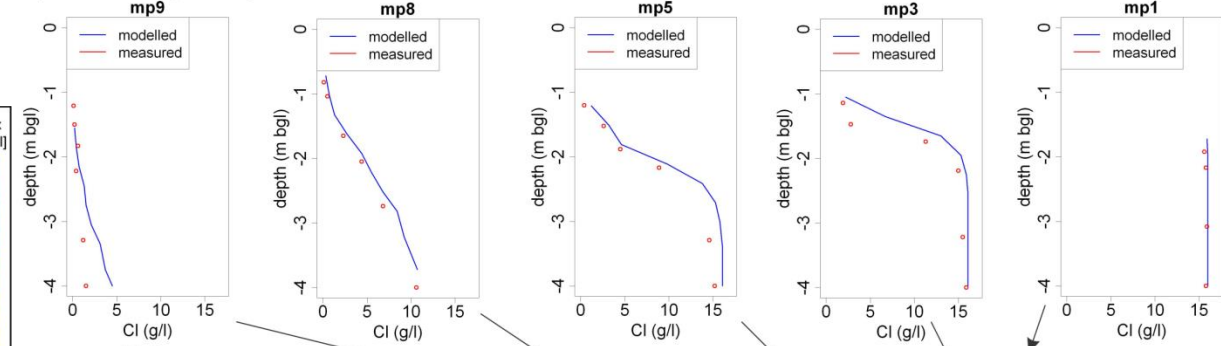 mp9
0
-1
-2
-3
-4
depth (m bgl)
modelled
measured
0 5 10 15
Cl (g/l)
mp8
0
-1
-2
-3
-4
depth (m bgl)
modelled
measured
0 5 10 15
Cl (g/l)
mp5
0
-1
-2
-3
-4
depth (m bgl)
modelled
measured
0 5 10 15
Cl (g/l)
mp3
0
-1
-2
-3
-4
depth (m bgl)
modelled
measured
0 5 10 15
Cl (g/l)
mp1
0
-1
-2
-3
-4
depth (m bgl)
modelled
measured
0 5 10 15
Cl (g/l)